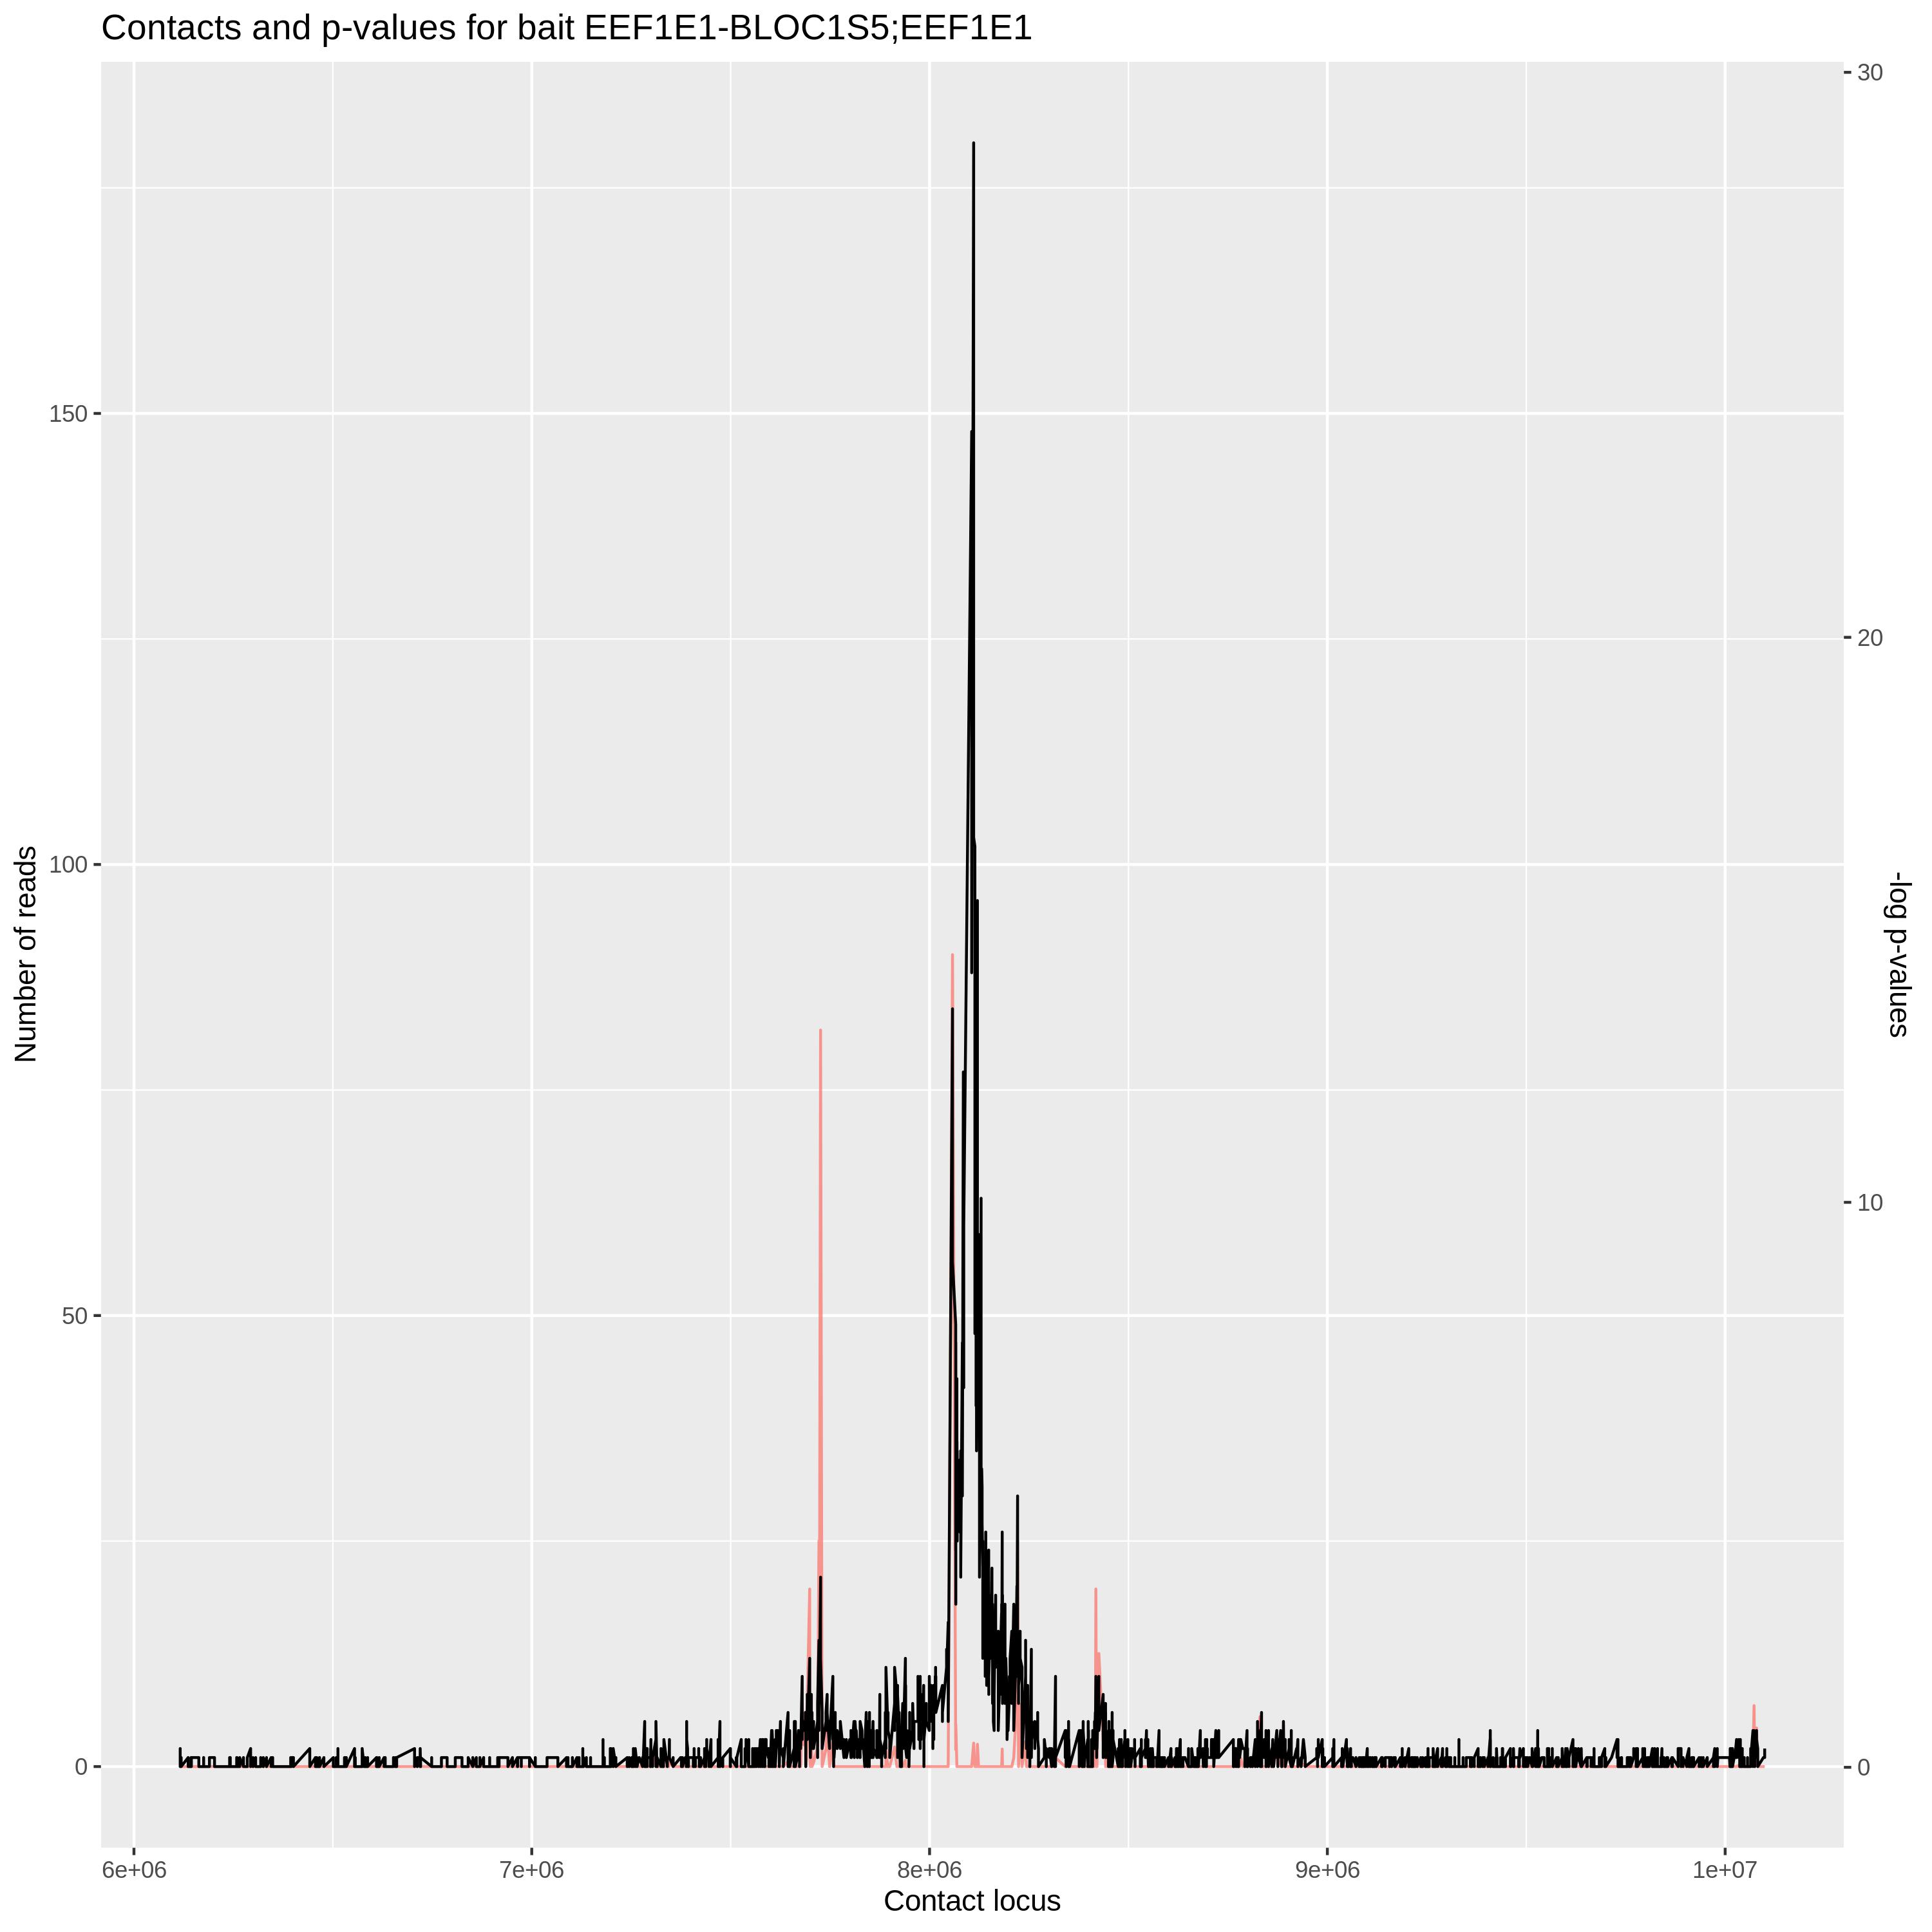 Contacts and p-values for bait EEF1E1-BLOC1S5;EEF1E1
30
150
20
100
Number of reads
-log p-values
10
50
0
0
6e+06
7e+06
8e+06
9e+06
1e+07
Contact locus